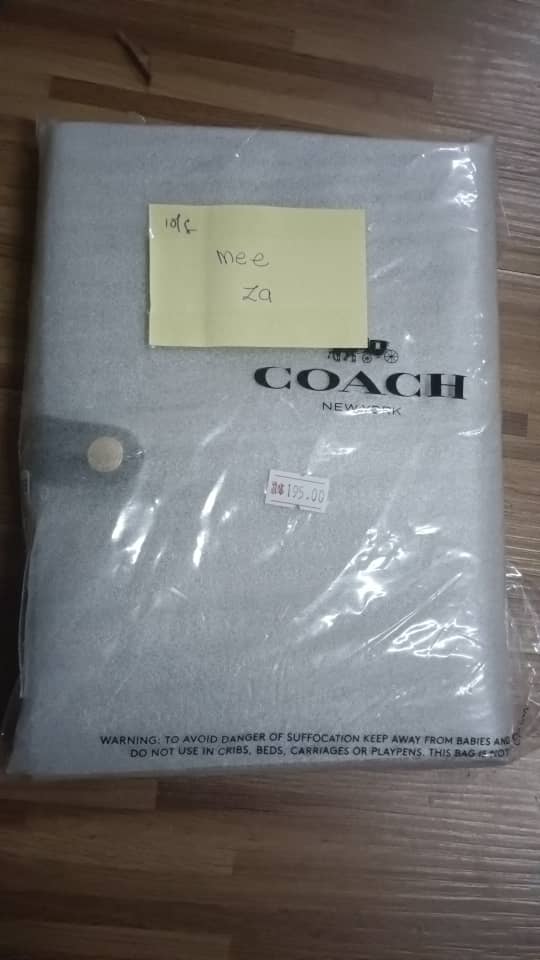 10/8
mee
za
COACH
NEW YORK
195.00
WARNING: TO AVOID DANGER OF SUFFOCATION KEEP AWAY FROM BABIES AND
DO NOT USE IN CRIBS, BEDS, CARRIAGES OR PLAYPENS. THIS BAG IS NOT